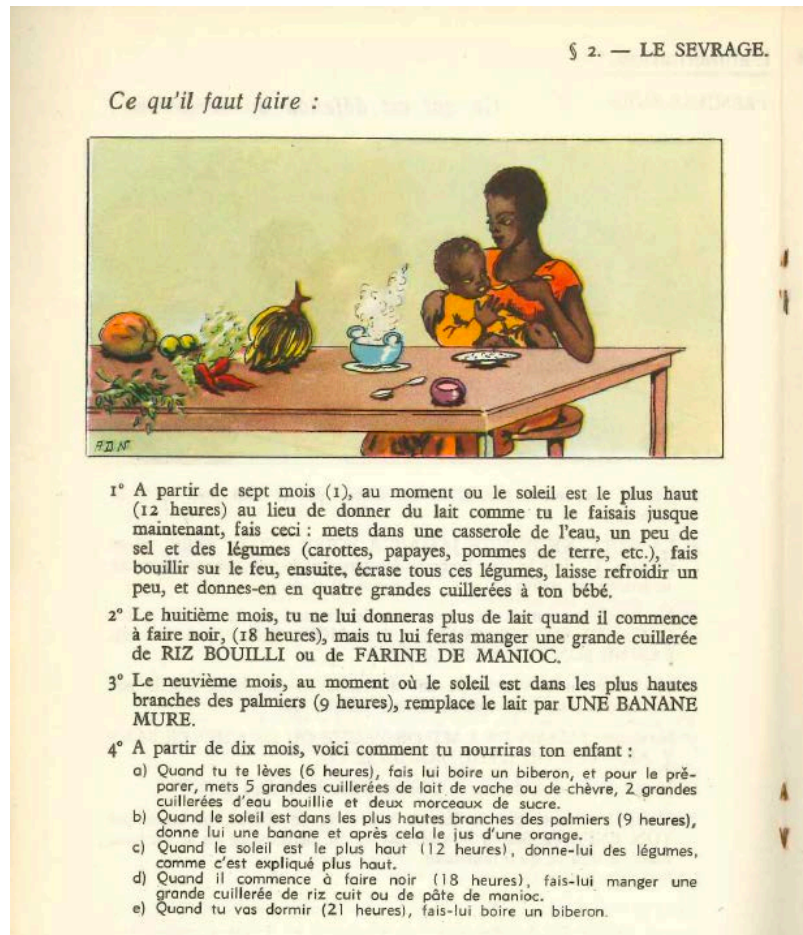 § 2. — LE SEVRAGE.
Ce qu'il faut faire :
A.D.N.
1° A partir de sept mois (1), au moment ou le soleil est le plus haut
(12 heures) au lieu de donner du lait comme tu le faisais jusque
maintenant, fais ceci : mets dans une casserole de l'eau, un peu de
sel et des légumes (carottes, papayes, pommes de terre, etc.), fais
bouillir sur le feu, ensuite, écrase tous ces légumes, laisse refroidir un
peu, et donnes-en en quatre grandes cuillerées à ton bébé.
2° Le huitième mois, tu ne lui donneras plus de lait quand il commence
à faire noir, (18 heures), mais tu lui feras manger une grande cuillerée
de RIZ BOUILLI ou de FARINE DE MANIOC.
3° Le neuvième mois, au moment où le soleil est dans les plus hautes
branches des palmiers (9 heures), remplace le lait par UNE BANANE
MURE.
4° A partir de dix mois, voici comment tu nourriras ton enfant :
a) Quand tu te lèves (6 heures), fais lui boire un biberon, et pour le pré-
parer, mets 5 grandes cuillerées de lait de vache ou de chèvre, 2 grandes
cuillerées d'eau bouillie et deux morceaux de sucre.
b) Quand le soleil est dans les plus hautes branches des palmiers (9 heures),
donne lui une banane et après cela le jus d'une orange.
c) Quand le soleil est le plus haut (12 heures), donne-lui des légumes,
comme c'est expliqué plus haut.
d) Quand il commence à faire noir (18 heures), fais-lui manger une
grande cuillerée de riz cuit ou de pâte de manioc.
e) Quand tu vas dormir (21 heures), fais-lui boire un biberon.